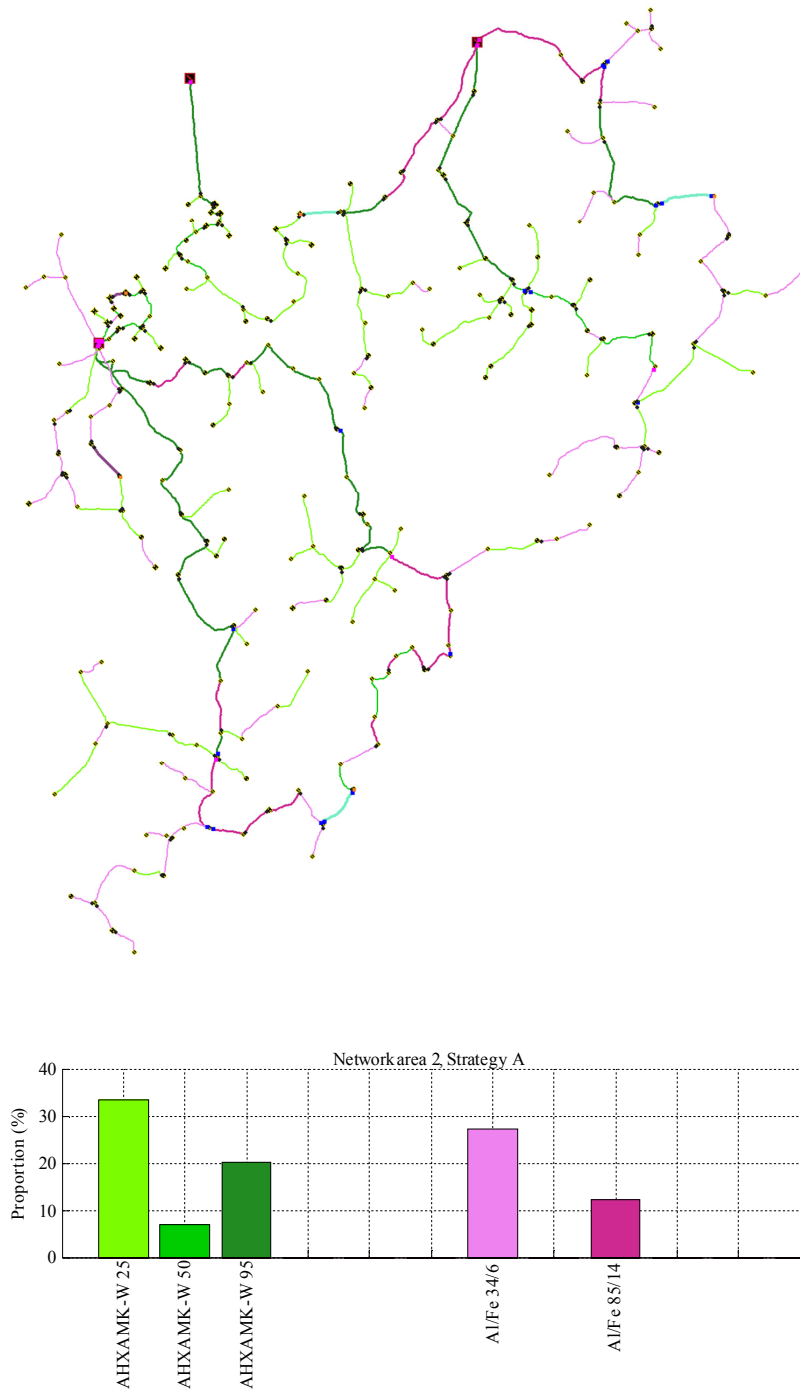 Network area 2, Strategy A
Proportion (%)
40
30
20
10
0
AHXAMK-W 25
AHXAMK-W 50
AHXAMK-W 95
Al/Fe 34/6
Al/Fe 85/14